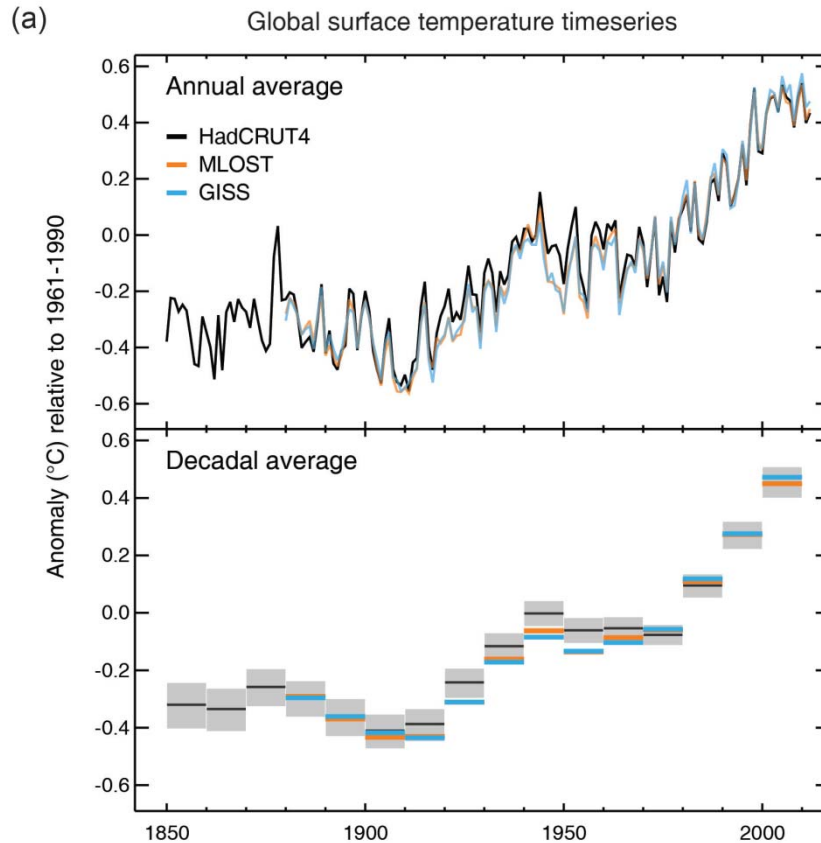 (a)
Global surface temperature timeseries
Anomaly (°C) relative to 1961-1990
0.6
0.4
0.2
0.0
-0.2
-0.4
-0.6
Annual average
HadCRUT4
MLOST
GISS
0.6
0.4
0.2
0.0
-0.2
-0.4
-0.6
Decadal average
1850
1900
1950
2000